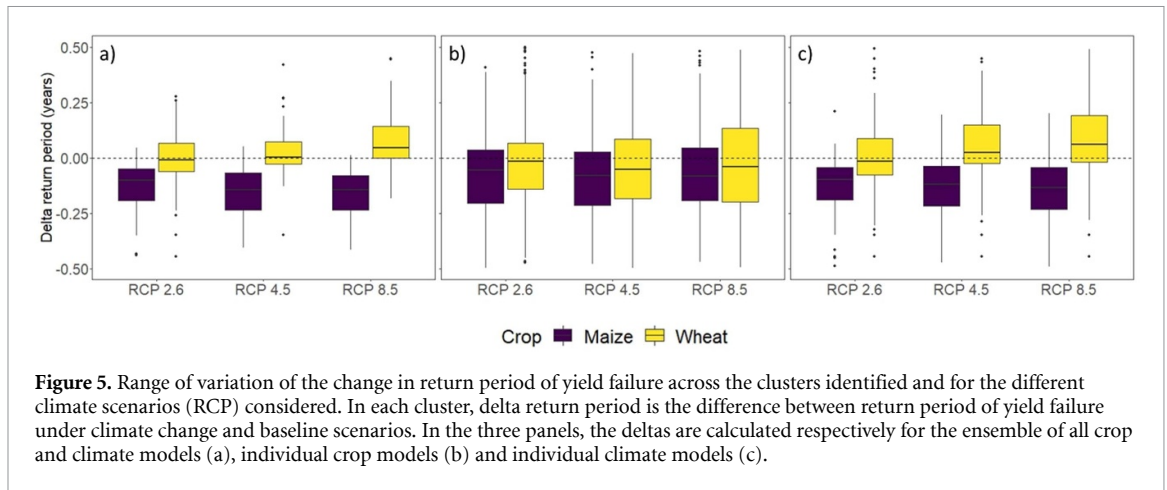 a)
b)
c)
Delta return period (years)
0.50
0.25
0.00
-0.25
-0.50
RCP 2.6 RCP 4.5 RCP 8.5
RCP 2.6 RCP 4.5 RCP 8.5
RCP 2.6 RCP 4.5 RCP 8.5
Crop Maize Wheat
Figure 5. Range of variation of the change in return period of yield failure across the clusters identified and for the different
climate scenarios (RCP) considered. In each cluster, delta return period is the difference between return period of yield failure
under climate change and baseline scenarios. In the three panels, the deltas are calculated respectively for the ensemble of all crop
and climate models (a), individual crop models (b) and individual climate models (c).